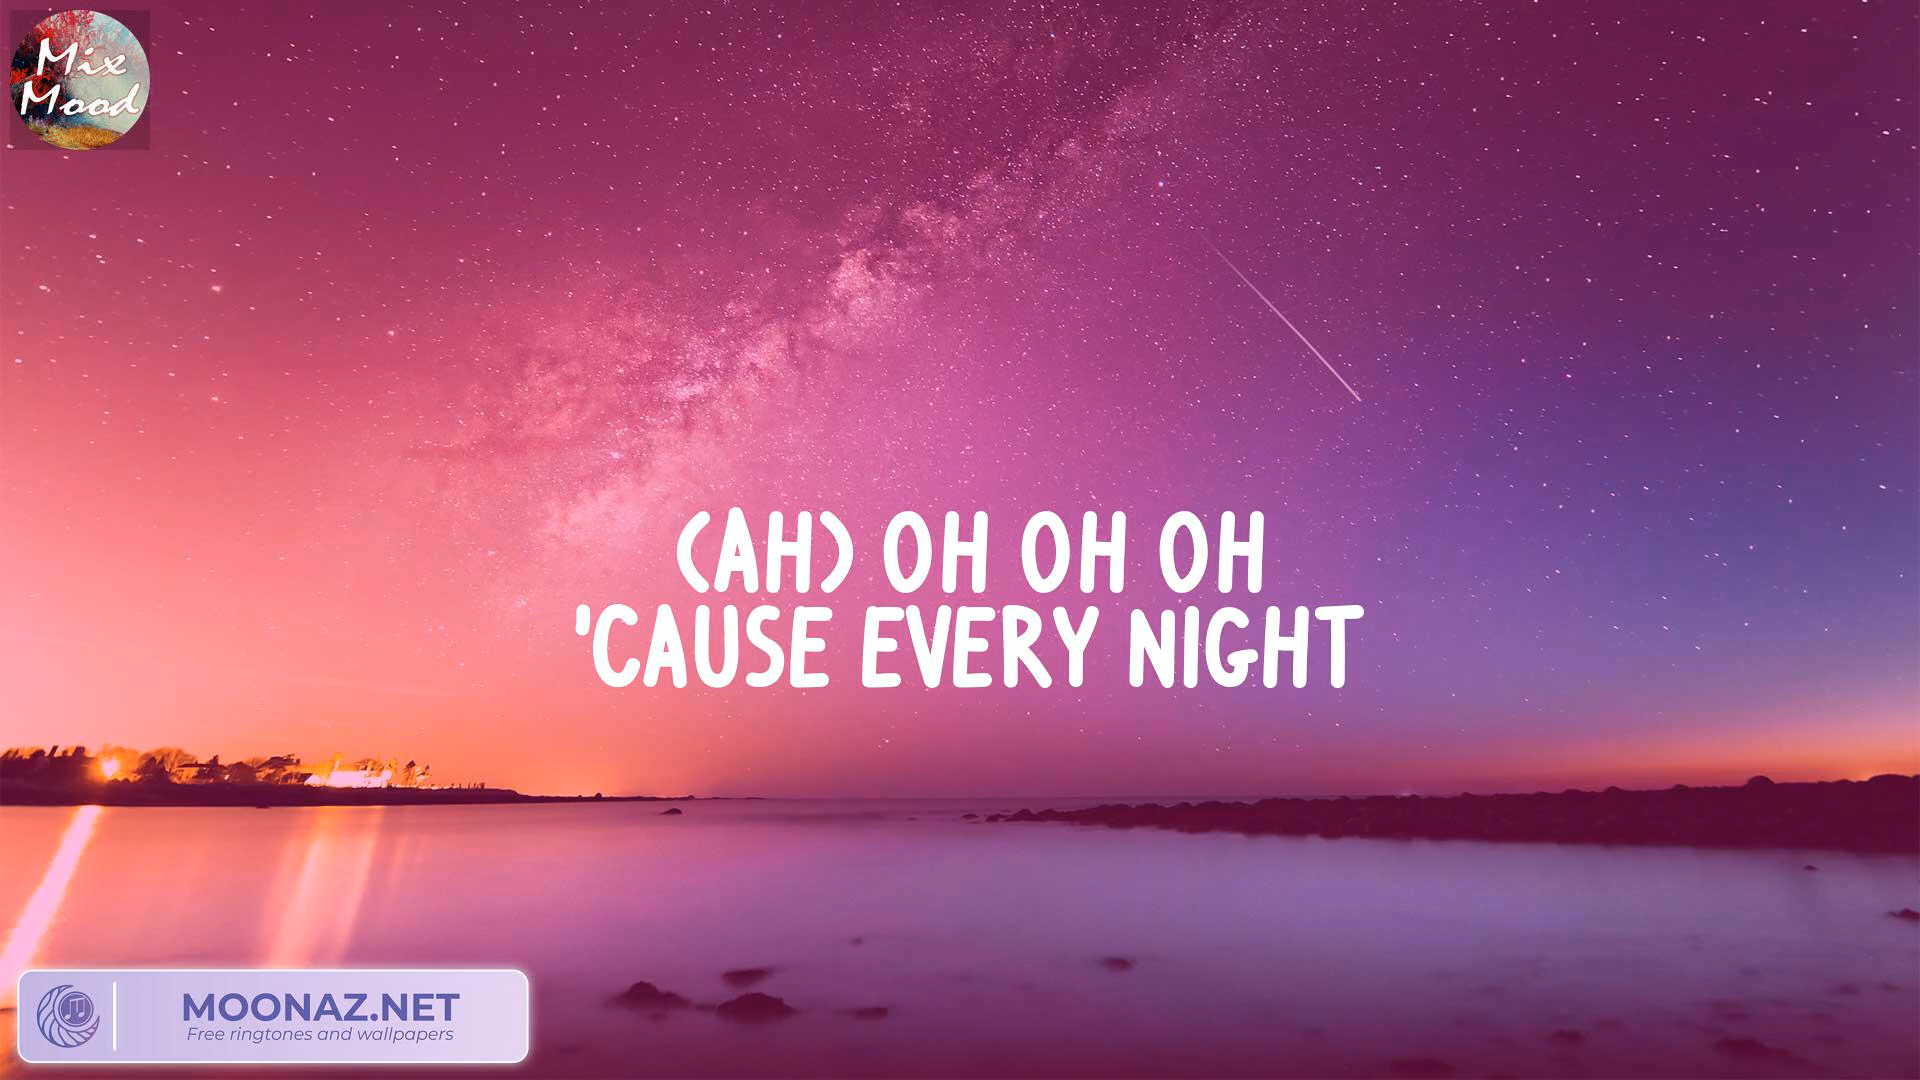 Mix
Mood
(AH) OH OH OH
'CAUSE EVERY NIGHT
MOONAZ.NET
Free ringtones and wallpapers